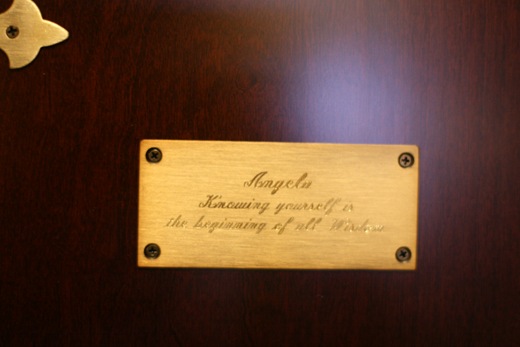 Angela
Knowing yourself is
the beginning of all Wisdom